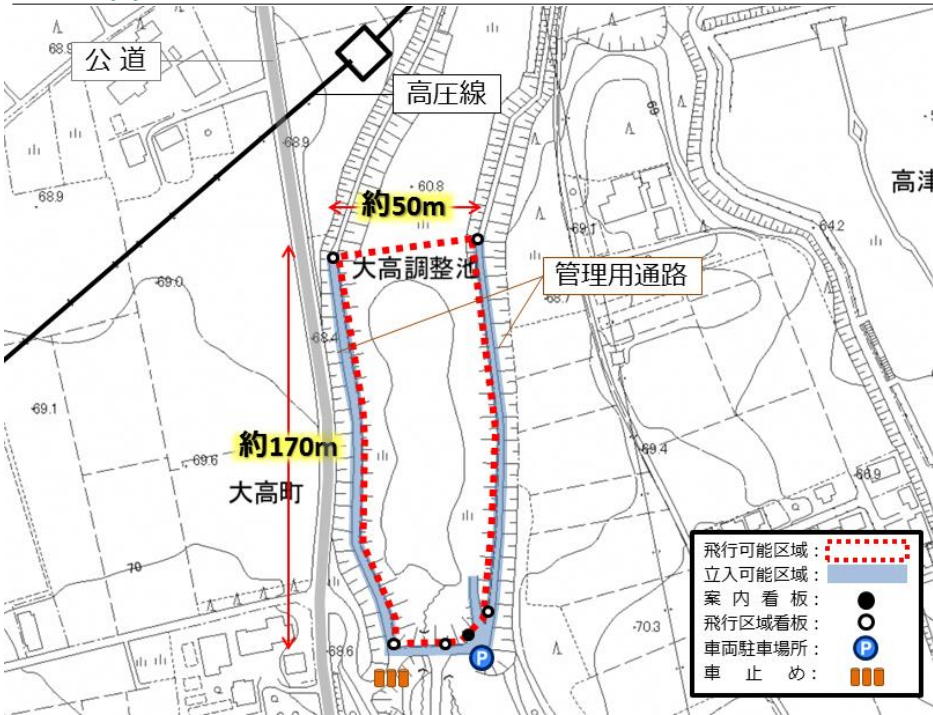 公 道
高圧線
68.9
68.9
60.8
約50m
高津
69
69.1
64.2
大高調整池
管理用通路
69.0
68.7
68.4
69.1
約170m
69.6
69.4
大高町
68.9
70
飛行可能区域：
立入可能区域：
案 内 看 板：
飛行区域看板：
車両駐車場所：
P
車 止 め：
70.3
68.6
P